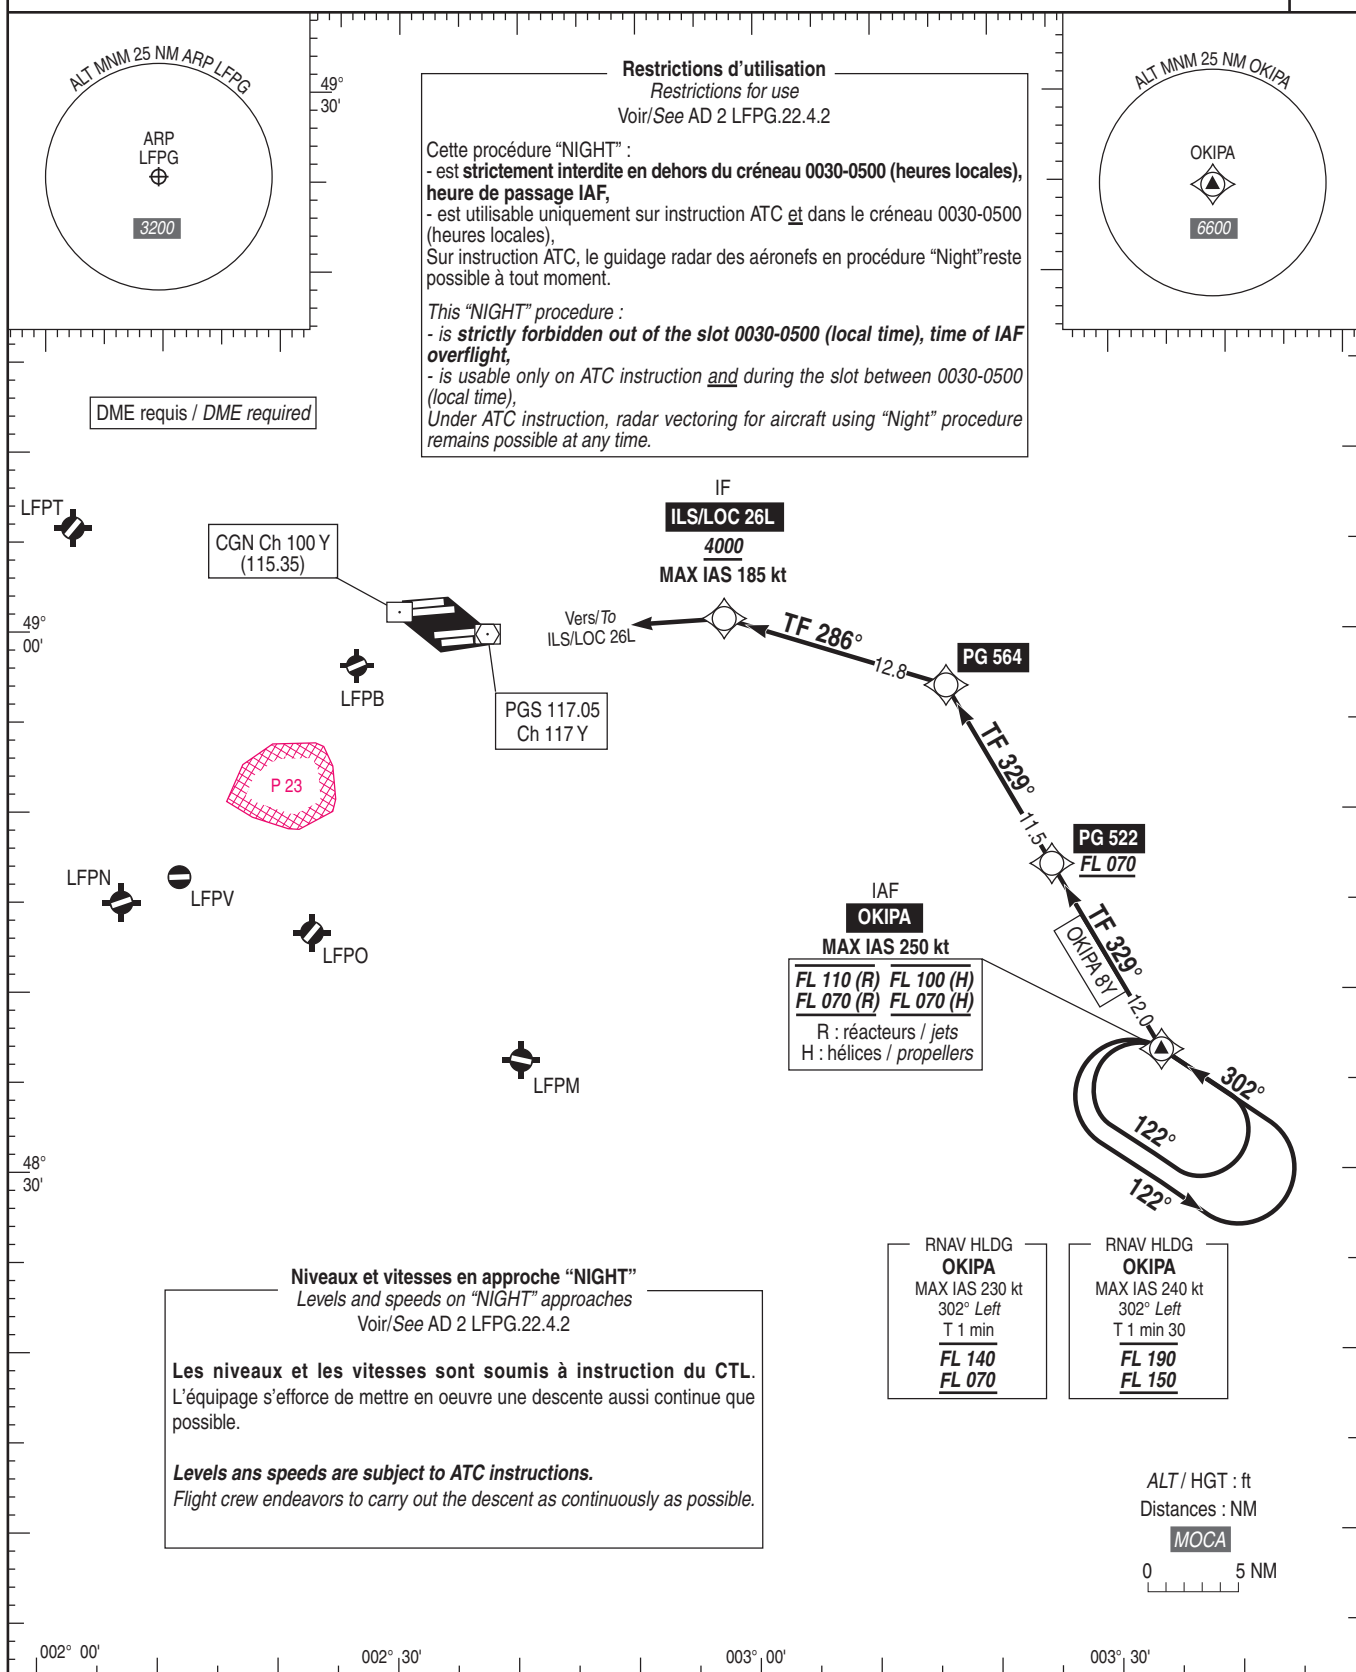 ALT MNM 25 NM ARP LFPG
ARP
LFPG
3200
49°
30'
Restrictions d'utilisation
Restrictions for use
Voir/See AD 2 LFPG.22.4.2
Cette procédure “NIGHT” :
- est strictement interdite en dehors du créneau 0030-0500 (heures locales),
heure de passage IAF,
- est utilisable uniquement sur instruction ATC et dans le créneau 0030-0500
(heures locales),
Sur instruction ATC, le guidage radar des aéronefs en procédure “Night”reste
possible à tout moment.
This “NIGHT” procedure :
- is strictly forbidden out of the slot 0030-0500 (local time), time of IAF
overflight,
- is usable only on ATC instruction and during the slot between 0030-0500
(local time),
Under ATC instruction, radar vectoring for aircraft using “Night” procedure
remains possible at any time.
ALT MNM 25 NM OKIPA
OKIPA
6600
DME requis / DME required
LFPT
CGN Ch 100 Y
(115.35)
IF
ILS/LOC 26L
4000
MAX IAS 185 kt
49°
00'
Vers/To
ILS/LOC 26L
TF 286°
12.8
PG 564
LFPB
PGS 117.05
Ch 117 Y
TF 329°
11.5
P 23
PG 522
FL 070
LFPN
LFPV
LFPO
IAF
OKIPA
MAX IAS 250 kt
FL 110 (R) FL 100 (H)
FL 070 (R) FL 070 (H)
R : réacteurs / jets
H : hélices / propellers
TF 329°
OKIPA 8Y
12.0
LFPM
302°
122°
122°
48°
30'
RNAV HLDG
OKIPA
MAX IAS 230 kt
302° Left
T 1 min
FL 140
FL 070
RNAV HLDG
OKIPA
MAX IAS 240 kt
302° Left
T 1 min 30
FL 190
FL 150
Niveaux et vitesses en approche “NIGHT”
Levels and speeds on “NIGHT” approaches
Voir/See AD 2 LFPG.22.4.2
Les niveaux et les vitesses sont soumis à instruction du CTL.
L'équipage s'efforce de mettre en oeuvre une descente aussi continue que
possible.
Levels ans speeds are subject to ATC instructions.
Flight crew endeavors to carry out the descent as continuously as possible.
ALT / HGT : ft
Distances : NM
MOCA
0 5 NM
002° 00'
002° 30'
003° 00'
003° 30'